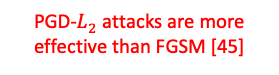 PGD-L₂ attacks are more
effective than FGSM [45]